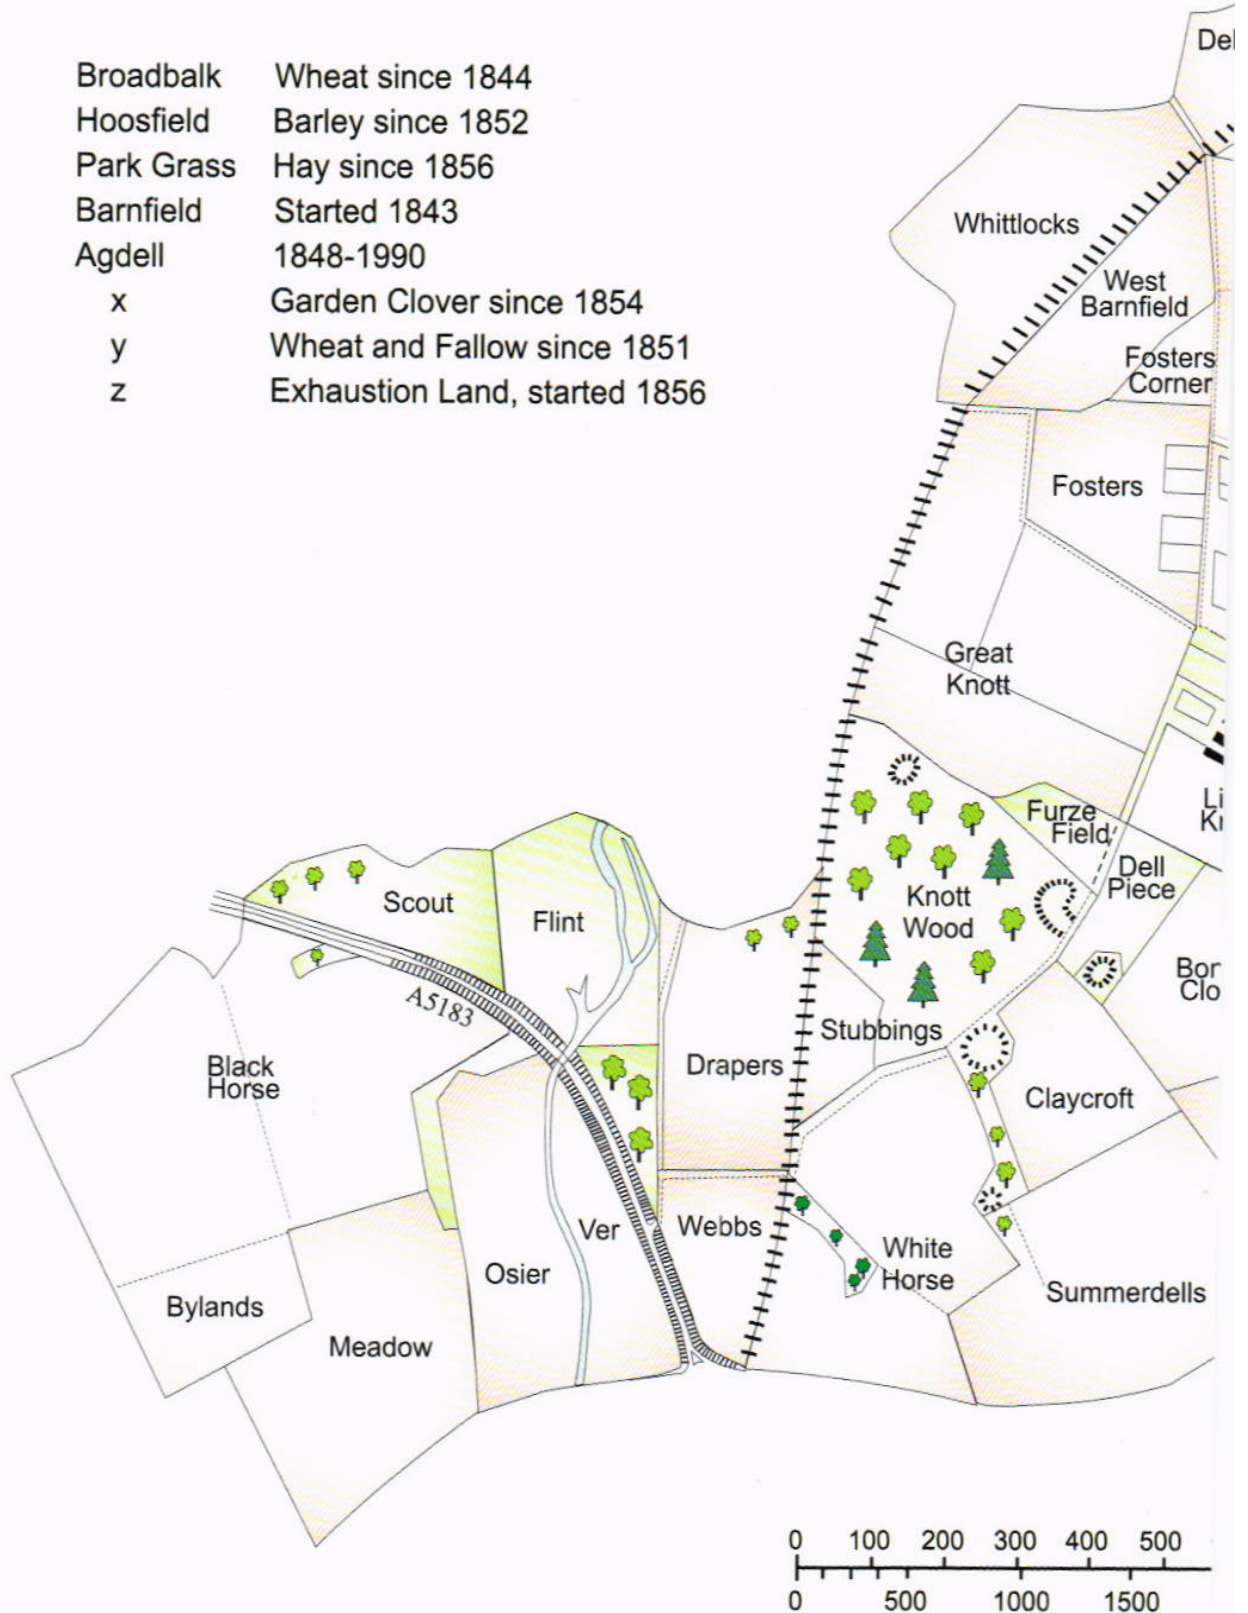 Broadbalk Wheat since 1844
Hoosfield Barley since 1852
Park Grass Hay since 1856
Barnfield Started 1843
Agdell 1848-1990
x Garden Clover since 1854
y Wheat and Fallow since 1851
z Exhaustion Land, started 1856
Del
Whittlocks
West
Barnfield
Fosters
Corner
Fosters
Great
Knott
Furze
Field
Li
Kr
Dell
Piece
Scout
Flint
Knott
Wood
A5183
Bor
Clo
Stubbings
Black
Horse
Drapers
Claycroft
Ver
Webbs
White
Horse
Osier
Bylands
Meadow
Summerdells
0 100 200 300 400 500
0 500 1000 1500